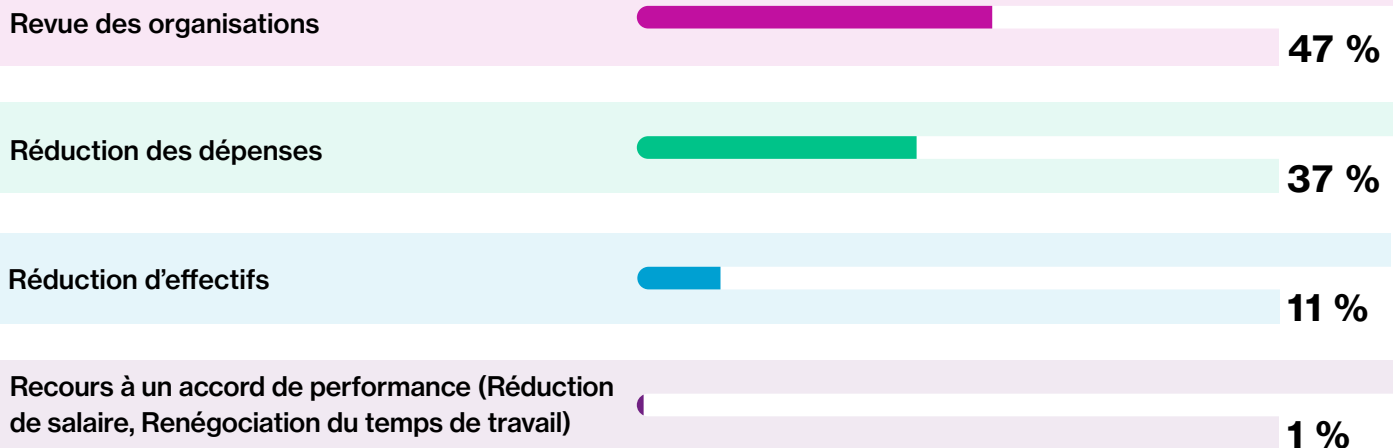 Revue des organisations
47 %
Réduction des dépenses
37 %
Réduction d’effectifs
11 %
Recours à un accord de performance (Réduction
de salaire, Renégociation du temps de travail)
1 %